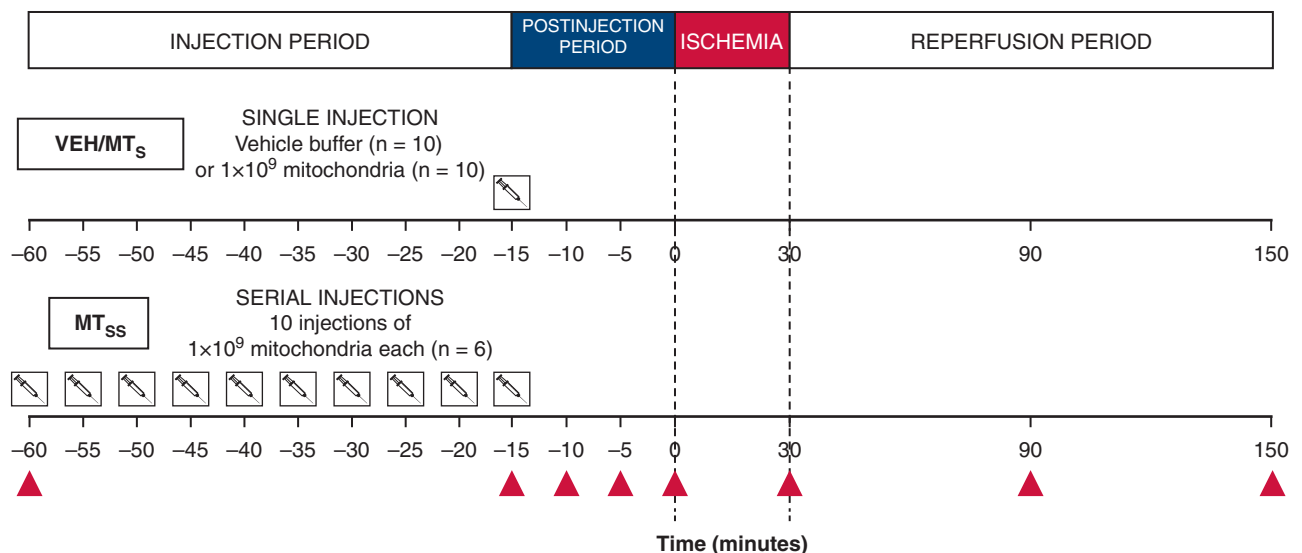 INJECTION PERIOD
POSTINJECTION
PERIOD
ISCHEMIA
REPERFUSION PERIOD
VEH/MTS
SINGLE INJECTION
Vehicle buffer (n = 10)
or 1×10⁹ mitochondria (n = 10)
–60 –55 –50 –45 –40 –35 –30 –25 –20 –15 –10 –5 0 30 90 150
MTSS
SERIAL INJECTIONS
10 injections of
1×10⁹ mitochondria each (n = 6)
–60 –55 –50 –45 –40 –35 –30 –25 –20 –15 –10 –5 0 30 90 150
Time (minutes)